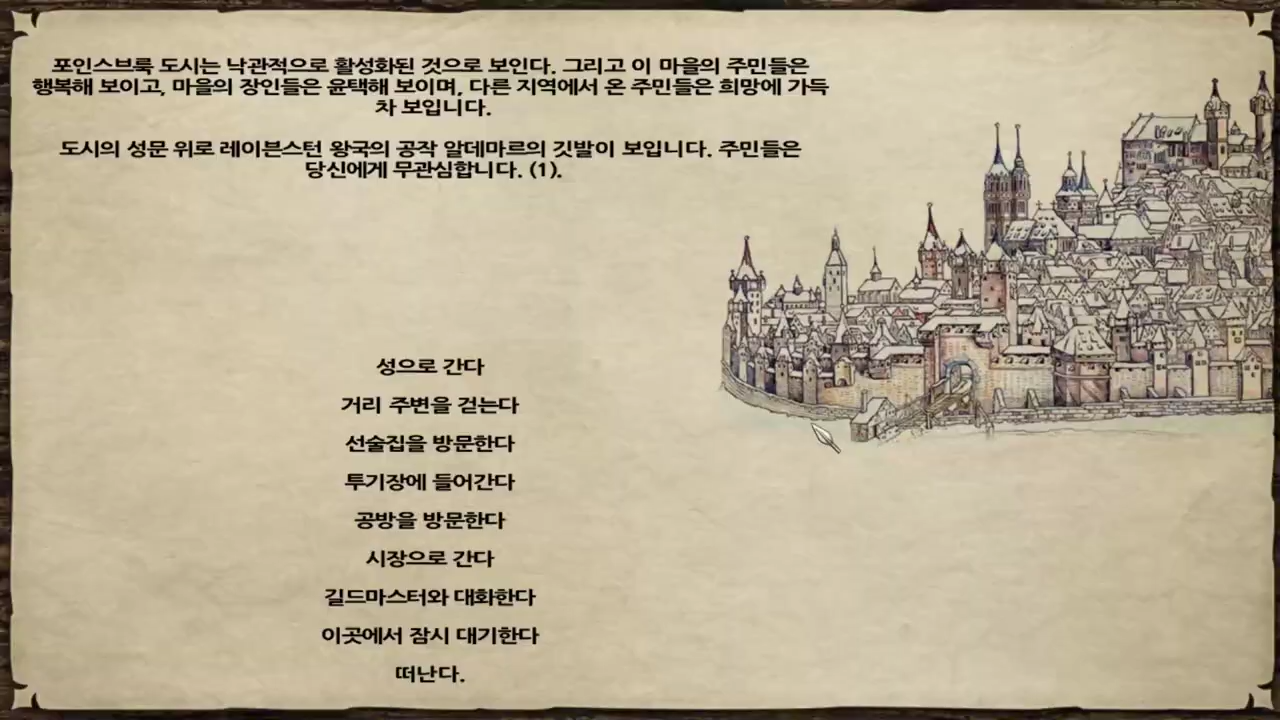 포인스브룩 도시는 낙관적으로 활성화된 것으로 보인다. 그리고 이 마을의 주민들은
행복해 보이고, 마을의 장인들은 윤택해 보이며, 다른 지역에서 온 주민들은 희망에 가득
차 보입니다.
도시의 성문 위로 레이븐스턴 왕국의 공작 알데마르의 깃발이 보입니다. 주민들은
당신에게 무관심합니다. (1).
성으로 간다
거리 주변을 걷는다
선술집을 방문한다
투기장에 들어간다
공방을 방문한다
시장으로 간다
길드마스터와 대화한다
이곳에서 잠시 대기한다
떠난다.